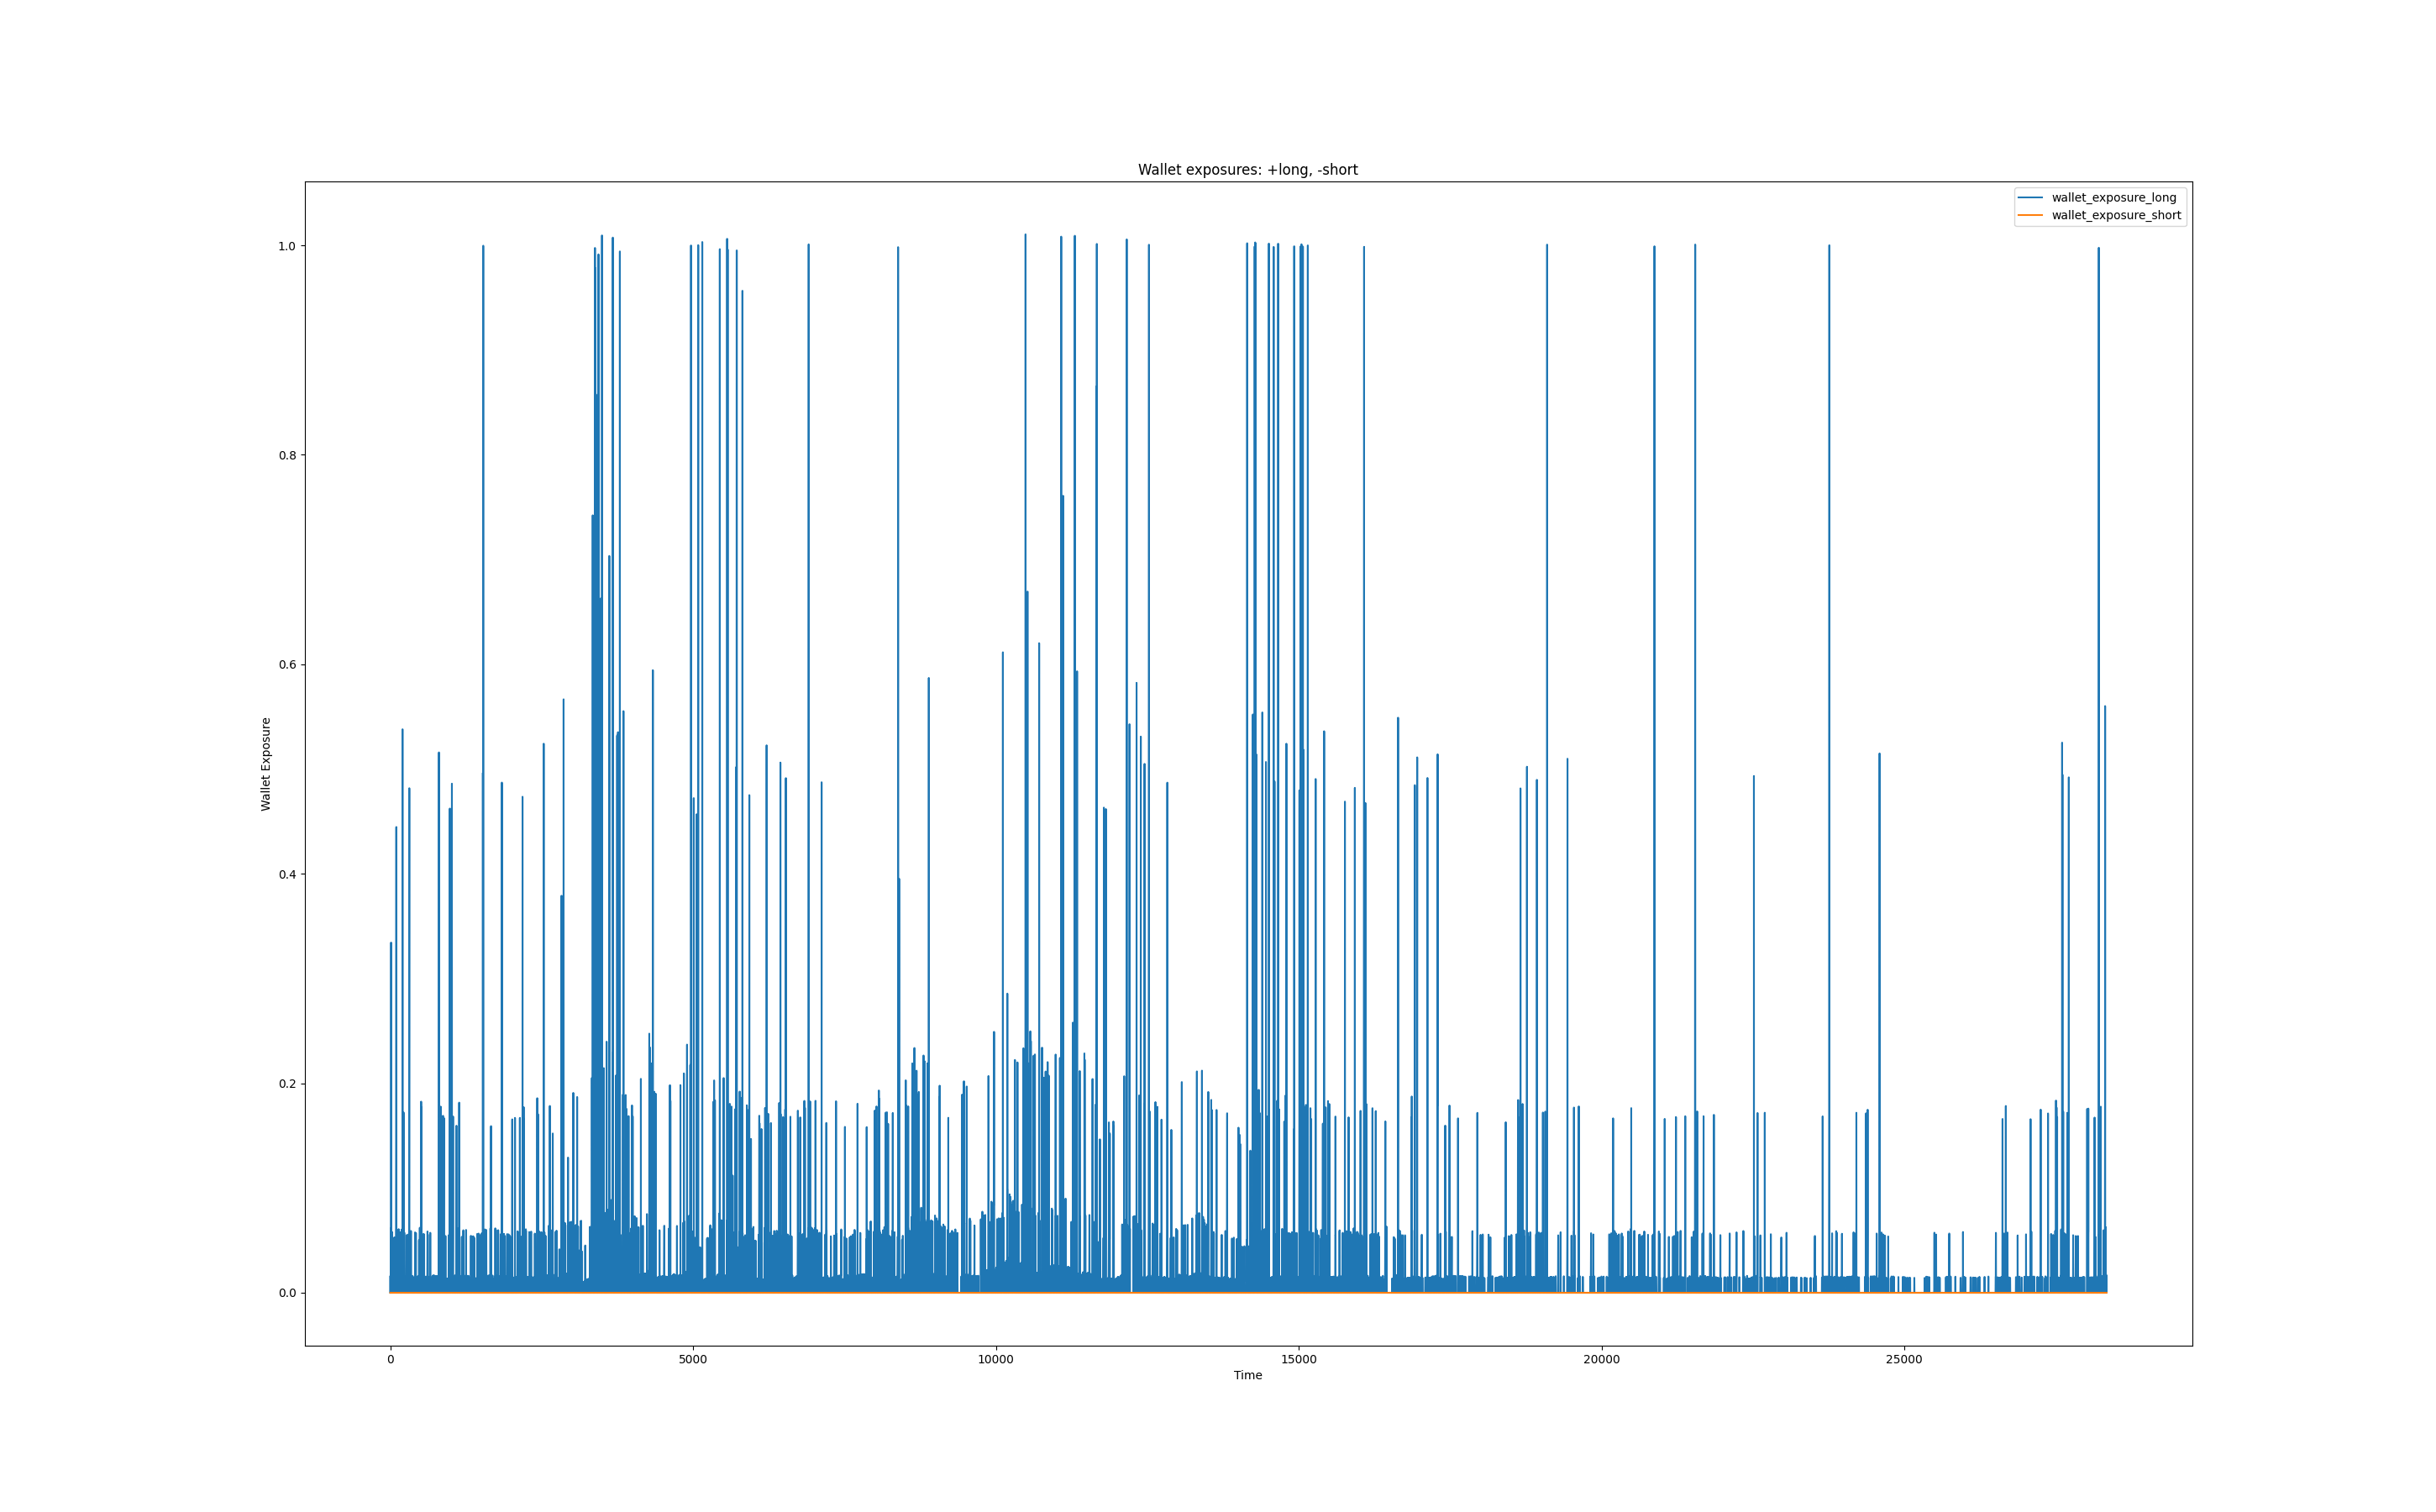 Wallet exposures: +long, -short
wallet_exposure_long
wallet_exposure_short
1.0
0.8
0.6
0.4
0.2
0.0
Wallet Exposure
0 5000 10000 15000 20000 25000
Time